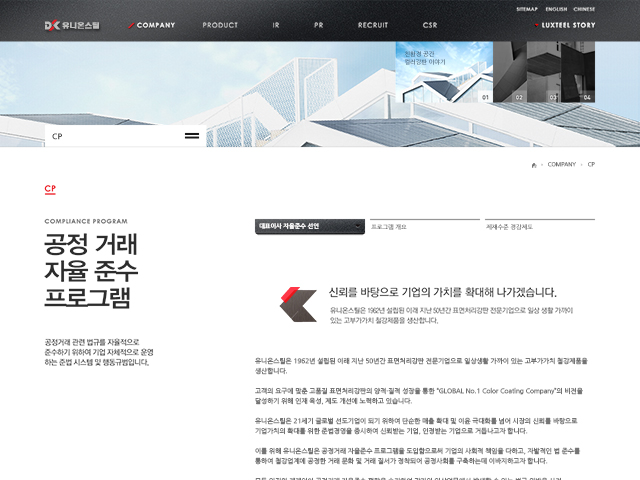 SITEMAP ENGLISH CHINESE
유니온스틸 COMPANY PRODUCT IR PR RECRUIT CSR LUXTEEL STORY
친환경 공간
럭스틸만의 이야기
01 02 03 04
CP
COMPANY CP
CP
COMPLIANCE PROGRAM
공정 거래
자율 준수
프로그램
공정거래 관련 법규를 자율적으로
준수하기 위하여 기업 자체적으로 운영
하는 준법 시스템 및 행동규범입니다.
대표이사 자율준수 선언 프로그램 개요 제재수준 경감제도
신뢰를 바탕으로 기업의 가치를 확대해 나가겠습니다.
유니온스틸은 1962년 설립된 이래 지난 50년간 표면처리강판 전문기업으로 일상 생활 가까이
있는 고부가가치 철강제품을 생산합니다.
유니온스틸은 1962년 설립된 이래 지난 50년간 표면처리강판 전문기업으로 일상생활 가까이 있는 고부가가치 철강제품을
생산합니다.
고객의 요구에 맞춘 고품질 표면처리강판의 양적·질적 성장을 통한 "GLOBAL No.1 Color Coating Company"의 비전을
달성하기 위해 인재 육성, 제도 개선에 노력하고 있습니다.
유니온스틸은 21세기 글로벌 선도기업이 되기 위하여 단순한 매출 확대 및 이윤 극대화를 넘어 시장의 신뢰를 바탕으로
기업가치의 확대를 위한 준법경영을 중시하여 신뢰받는 기업, 인정받는 기업으로 거듭나고자 합니다.
이를 위해 유니온스틸은 공정거래 자율준수 프로그램을 도입함으로써 기업의 사회적 책임을 다하고, 자발적인 법 준수를
통하여 철강업계에 공정한 거래 문화 및 거래 질서가 정착되어 공정사회를 구축하는데 이바지하고자 합니다.